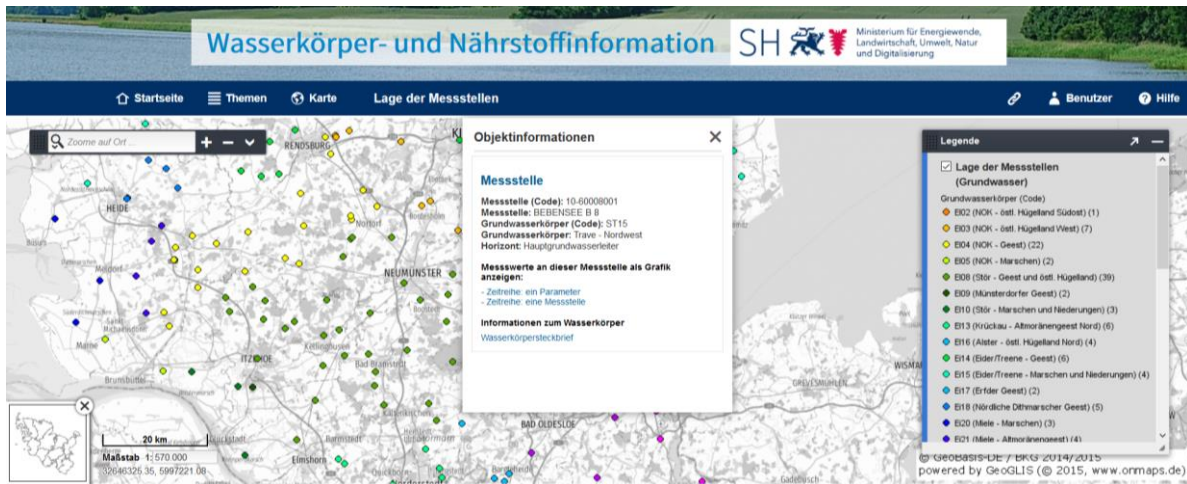 Wasserkörper- und Nährstoffinformation
SH
Ministerium für Energiewende,
Landwirtschaft, Umwelt, Natur
und Digitalisierung
Startseite
Themen
Karte
Lage der Messstellen
Benutzer
Hilfe
Zoome auf Ort ...
RENDSBURG
HEIDE
Büsum
Meldorf
Marne
Brunsbüttel
ITZEHOE
Kellinghusen
Nortorf
NEUMÜNSTER
Bad Bramstedt
Barmstedt
Elmshorn
BAD OLDESLOE
Bargteheide
GREVESMÜHLEN
Gadebusch
WISMAR
Objektinformationen
Messstelle
Messstelle (Code): 10-60008001
Messstelle: BEBENSEE B 8
Grundwasserkörper (Code): ST15
Grundwasserkörper: Trave - Nordwest
Horizont: Hauptgrundwasserleiter
Messwerte an dieser Messstelle als Grafik
anzeigen:
- Zeitreihe: ein Parameter
- Zeitreihe: eine Messstelle
Informationen zum Wasserkörper
Wasserkörpersteckbrief
Legende
Lage der Messstellen
(Grundwasser)
Grundwasserkörper (Code)
EI02 (NOK - östl. Hügelland Südost) (1)
EI03 (NOK - östl. Hügelland West) (7)
EI04 (NOK - Geest) (22)
EI05 (NOK - Marschen) (2)
EI08 (Stör - Geest und östl. Hügelland) (39)
EI09 (Münsterdorfer Geest) (2)
EI10 (Stör - Marschen und Niederungen) (3)
EI13 (Krückau - Altmoränengeest Nord) (6)
EI16 (Alster - östl. Hügelland Nord) (4)
EI14 (Eider/Treene - Geest) (6)
EI15 (Eider/Treene - Marschen und Niederungen) (4)
EI17 (Erfder Geest) (2)
EI18 (Nördliche Dithmarscher Geest) (5)
EI20 (Miele - Marschen) (3)
EI21 (Miele - Altmoränengeest) (4)
20 km
Maßstab 1: 570 000
32646325.35, 5997221.08
© GeoBasis-DE / BKG 2014/2015
powered by GeoGLIS (© 2015, www.onmaps.de)